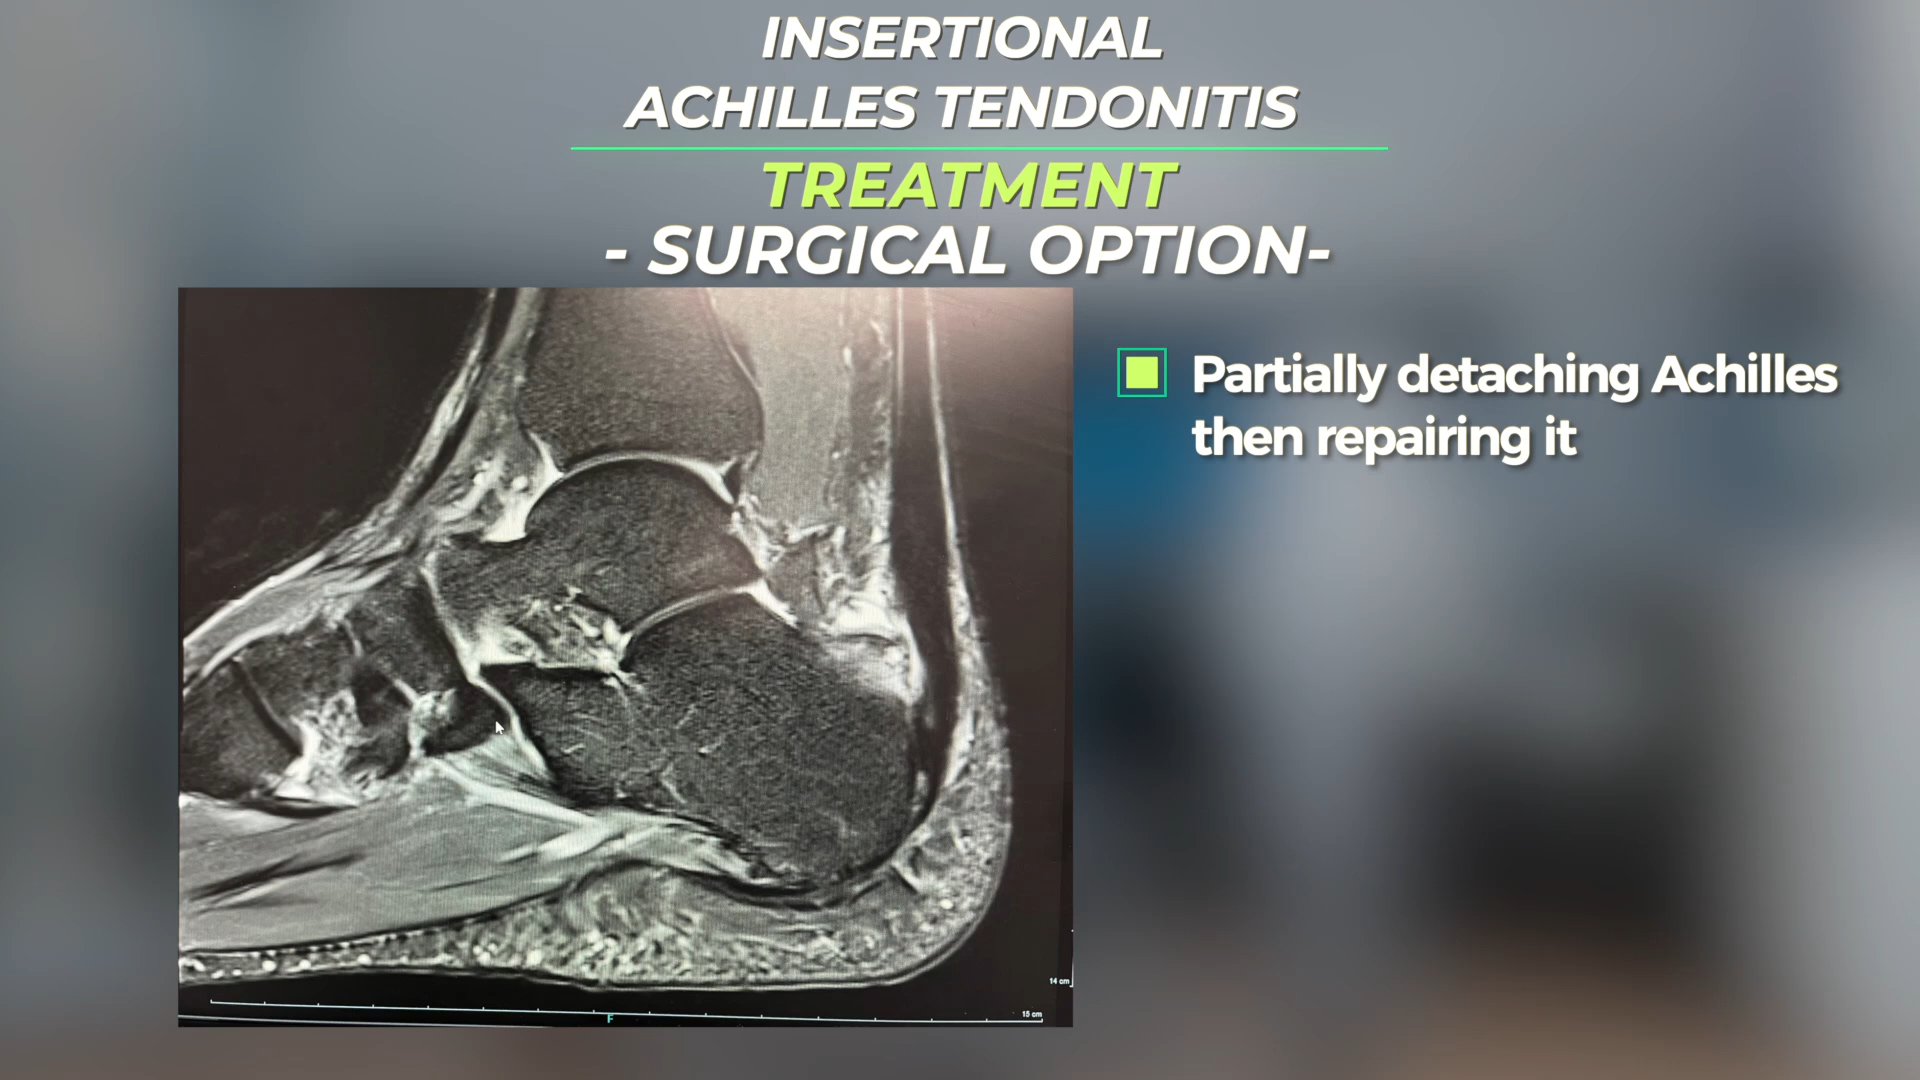 INSERTIONAL
ACHILLES TENDONITIS
TREATMENT
- SURGICAL OPTION-
Partially detaching Achilles
then repairing it
14 cm
15 cm
F